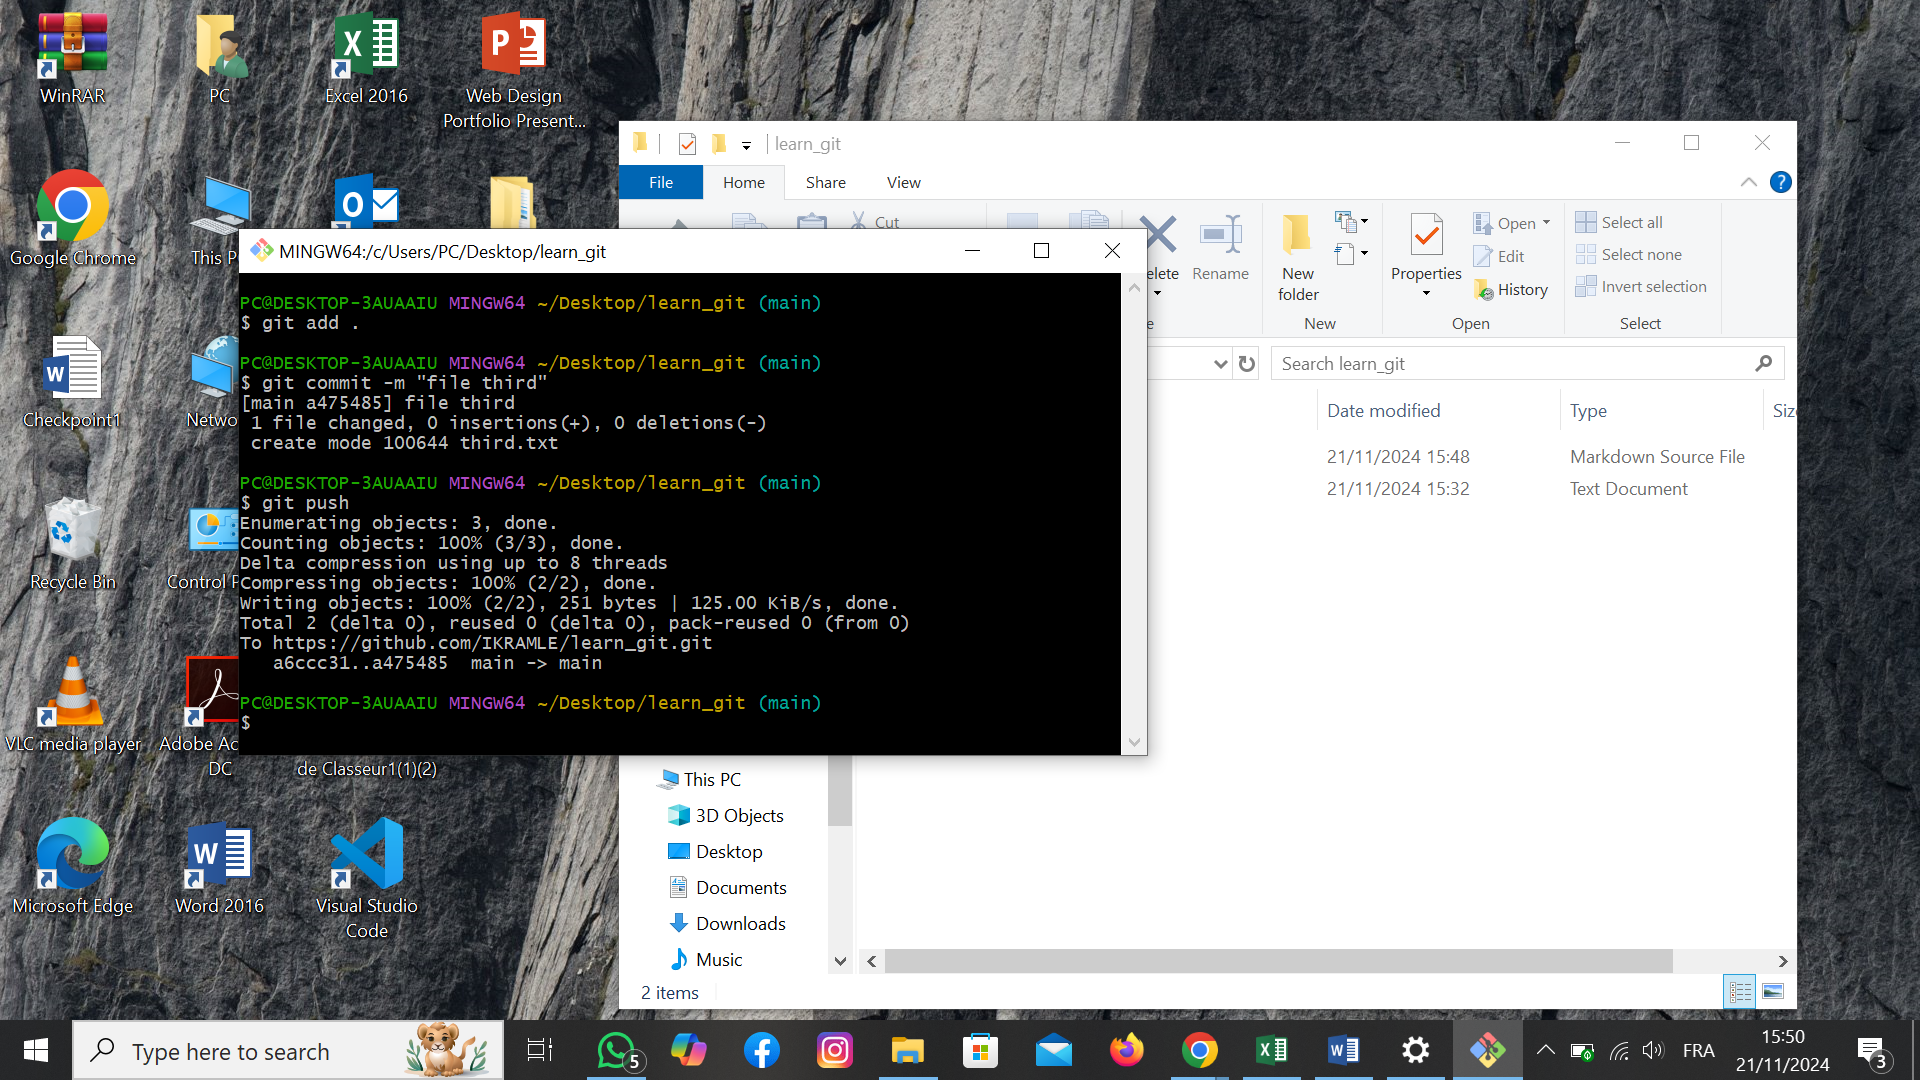 WinRAR
PC
Excel 2016
Web Design
Portfolio Present...
Google Chrome
This P
Checkpoint1
Netwo
Recycle Bin
Control P
VLC media player
Adobe Ac
DC
de Classeur1(1)(2)
Microsoft Edge
Word 2016
Visual Studio
Code
learn_git
File
Home
Share
View
Cut
elete
Rename
New
folder
Properties
Open
Edit
History
Select all
Select none
Invert selection
e
New
Open
Select
Search learn_git
Date modified
Type
Siz
21/11/2024 15:48
Markdown Source File
21/11/2024 15:32
Text Document
MINGW64:/c/Users/PC/Desktop/learn_git
PC@DESKTOP-3AUAAIU MINGW64 ~/Desktop/learn_git (main)
$ git add .
PC@DESKTOP-3AUAAIU MINGW64 ~/Desktop/learn_git (main)
$ git commit -m "file third"
[main a475485] file third
1 file changed, 0 insertions(+), 0 deletions(-)
create mode 100644 third.txt
PC@DESKTOP-3AUAAIU MINGW64 ~/Desktop/learn_git (main)
$ git push
Enumerating objects: 3, done.
Counting objects: 100% (3/3), done.
Delta compression using up to 8 threads
Compressing objects: 100% (2/2), done.
Writing objects: 100% (2/2), 251 bytes | 125.00 KiB/s, done.
Total 2 (delta 0), reused 0 (delta 0), pack-reused 0 (from 0)
To https://github.com/IKRAMLE/learn_git.git
a6ccc31..a475485  main -> main
PC@DESKTOP-3AUAAIU MINGW64 ~/Desktop/learn_git (main)
$
This PC
3D Objects
Desktop
Documents
Downloads
Music
2 items
Type here to search
5
FRA
15:50
21/11/2024
3